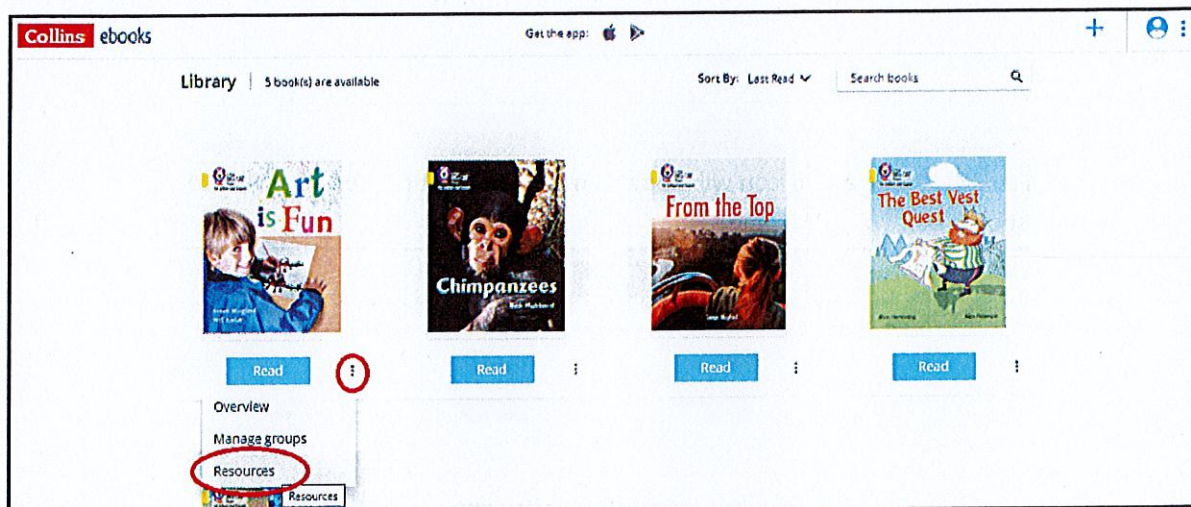 Collins ebooks
Get the app:
Library
5 book(s) are available
Sort By: Last Read
Search books
Art
is Fun
Chimpanzees
From the Top
The Best Vest
Quest
Read
Read
Read
Read
Overview
Manage groups
Resources
Resources